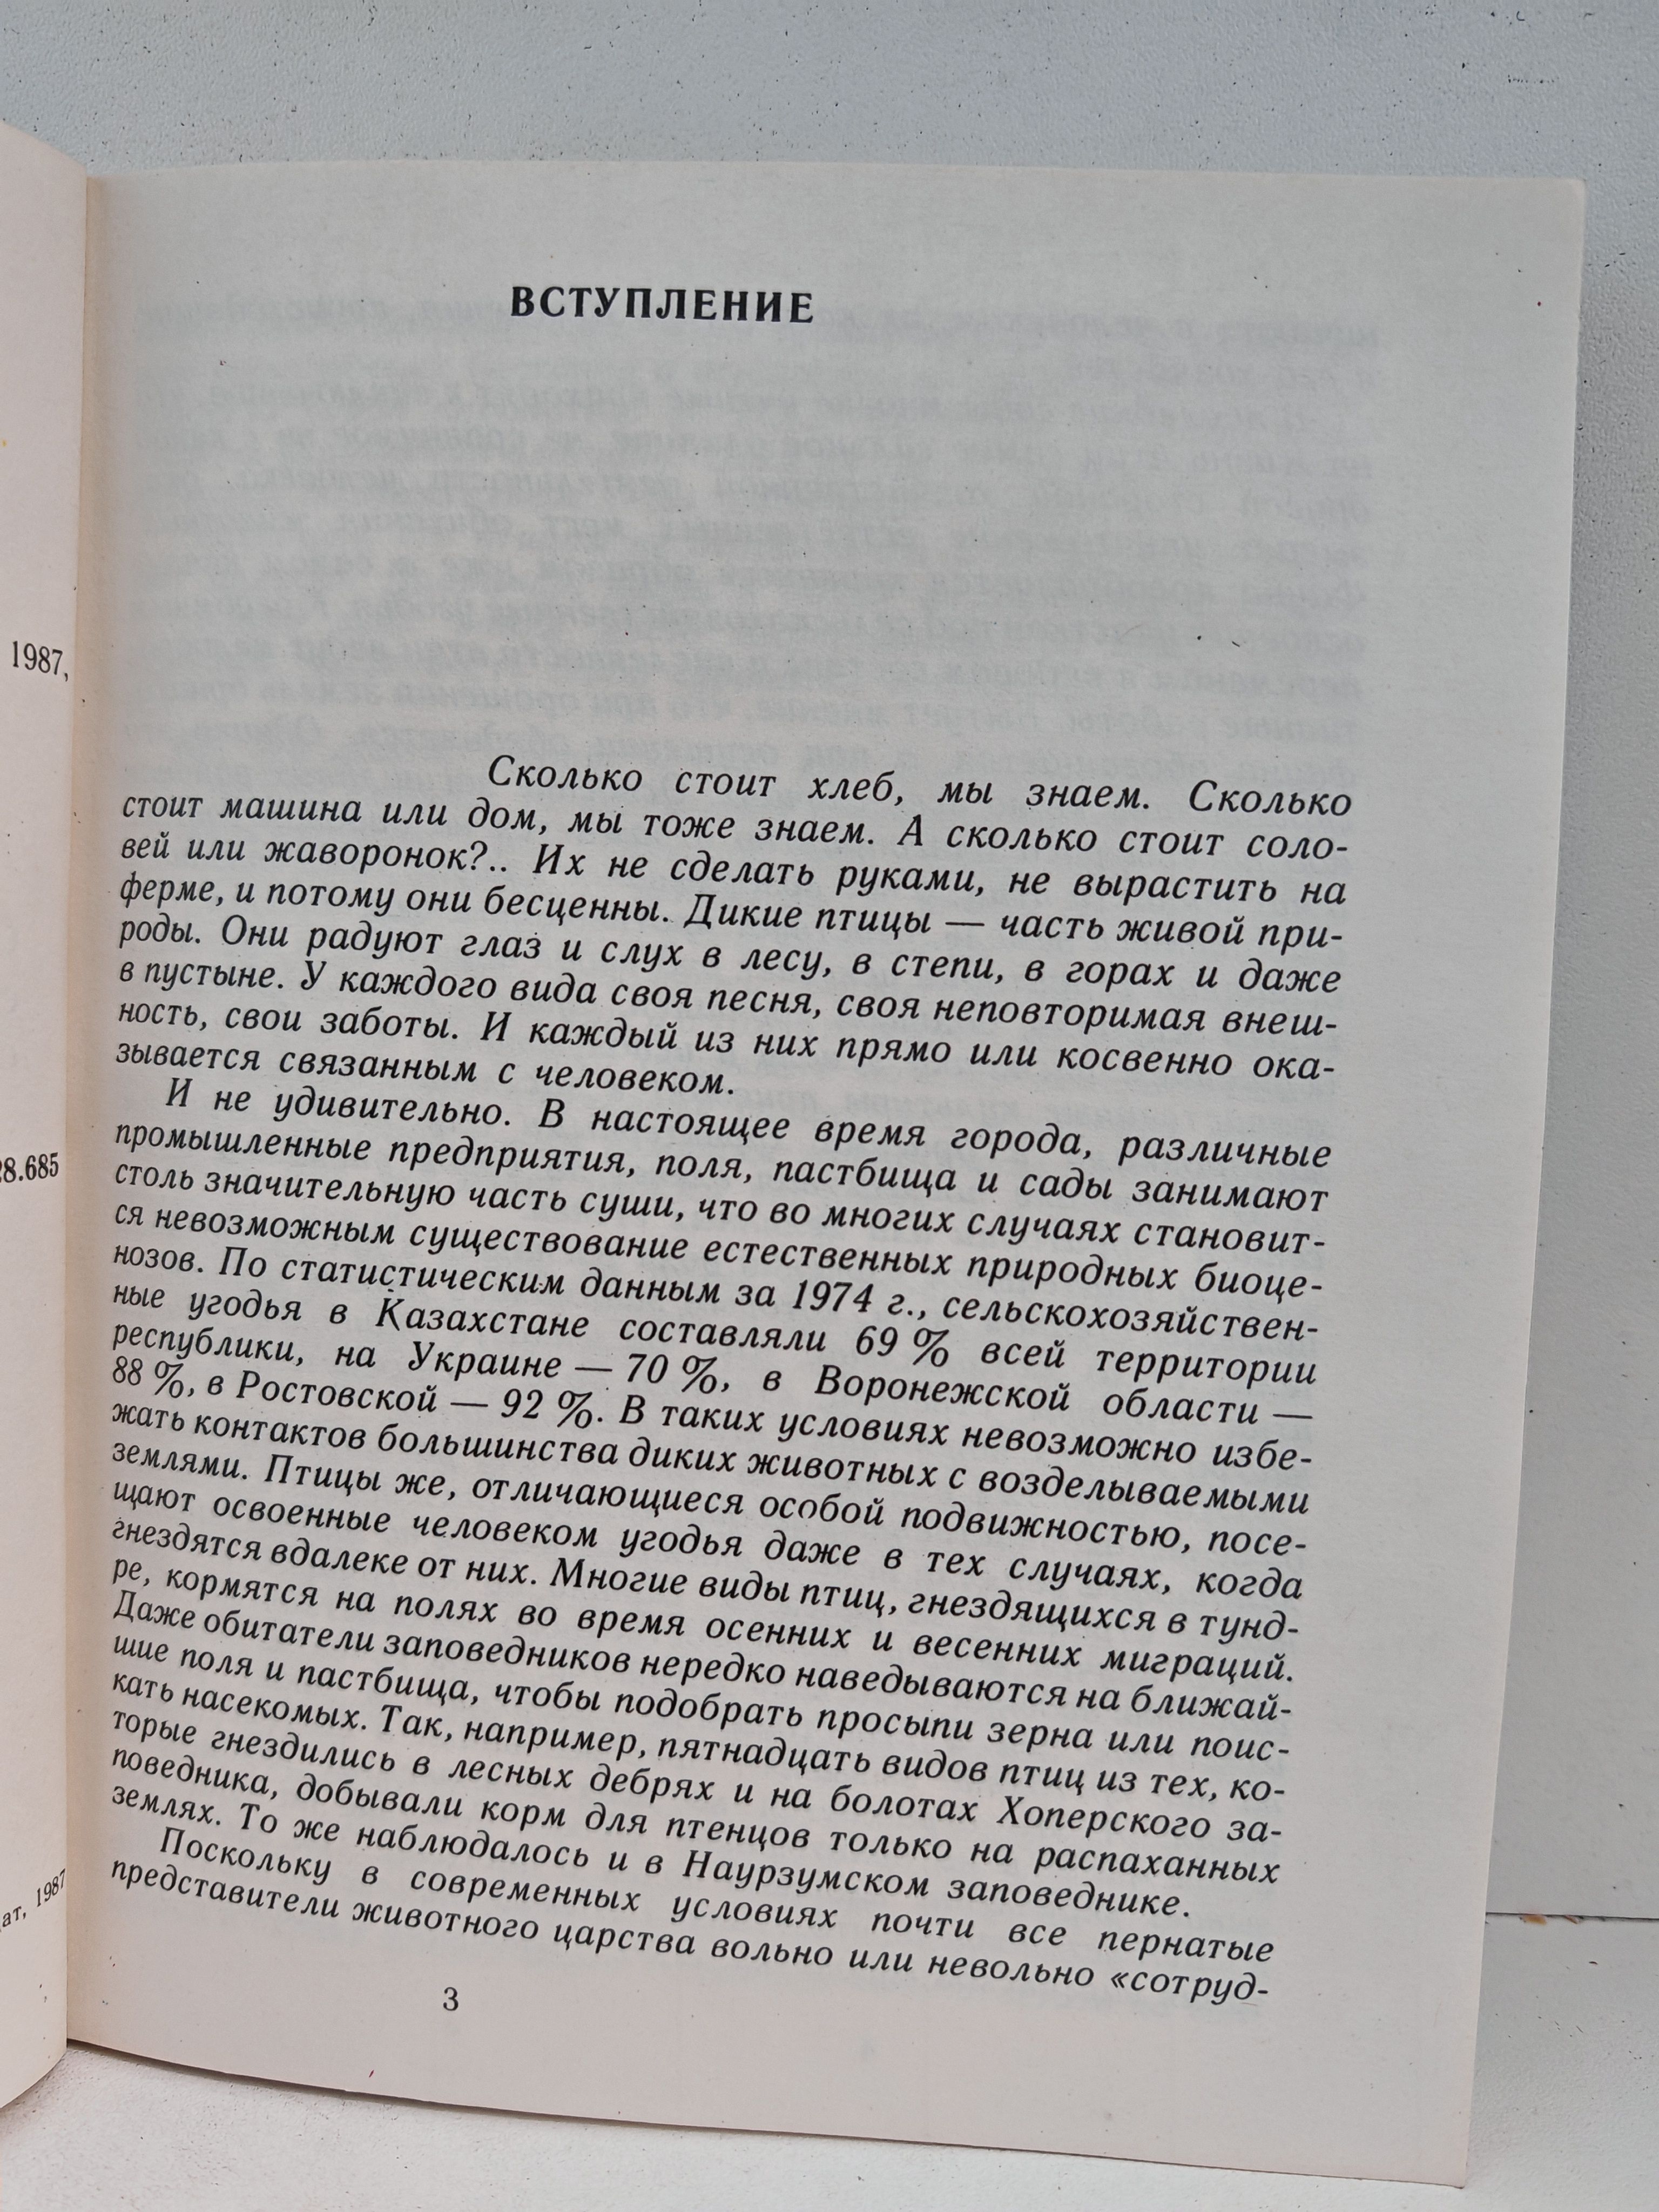 1987,
28.685
ат, 1987
ВСТУПЛЕНИЕ
Сколько стоит хлеб, мы знаем. Сколько
стоит машина или дом, мы тоже знаем. А сколько стоит соло-
вей или жаворонок?.. Их не сделать руками, не вырастить на
ферме, и потому они бесценны. Дикие птицы — часть живой при-
роды. Они радуют глаз и слух в лесу, в степи, в горах и даже
в пустыне. У каждого вида своя песня, своя неповторимая внеш-
ность, свои заботы. И каждый из них прямо или косвенно ока-
зывается связанным с человеком.
И не удивительно. В настоящее время города, различные
промышленные предприятия, поля, пастбища и сады занимают
столь значительную часть суши, что во многих случаях становит-
ся невозможным существование естественных природных биоце-
нозов. По статистическим данным за 1974 г., сельскохозяйствен-
ные угодья в Казахстане составляли 69 % всей территории
республики, на Украине — 70 %, в Воронежской области —
88 %, в Ростовской — 92 %. В таких условиях невозможно избе-
жать контактов большинства диких животных с возделываемыми
землями. Птицы же, отличающиеся особой подвижностью, посе-
щают освоенные человеком угодья даже в тех случаях, когда
гнездятся вдалеке от них. Многие виды птиц, гнездящихся в тунд-
ре, кормятся на полях во время осенних и весенних миграций.
Даже обитатели заповедников нередко наведываются на ближай-
шие поля и пастбища, чтобы подобрать просыпи зерна или поис-
кать насекомых. Так, например, пятнадцать видов птиц из тех, ко-
торые гнездились в лесных дебрях и на болотах Хоперского за-
поведника, добывали корм для птенцов только на распаханных
землях. То же наблюдалось и в Наурзумском заповеднике.
Поскольку в современных условиях почти все пернатые
представители животного царства вольно или невольно «сотруд-
3